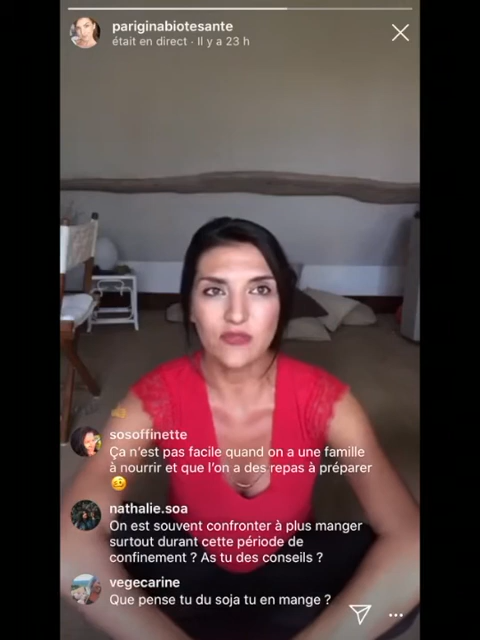 pariginabiotesante
était en direct · Il y a 23 h
sosoffinette
Ça n'est pas facile quand on a une famille
à nourrir et que l'on a des repas à préparer
🥴
nathalie.soa
On est souvent confronter à plus manger
surtout durant cette période de
confinement ? As tu des conseils ?
vegecarine
Que pense tu du soja tu en mange ?